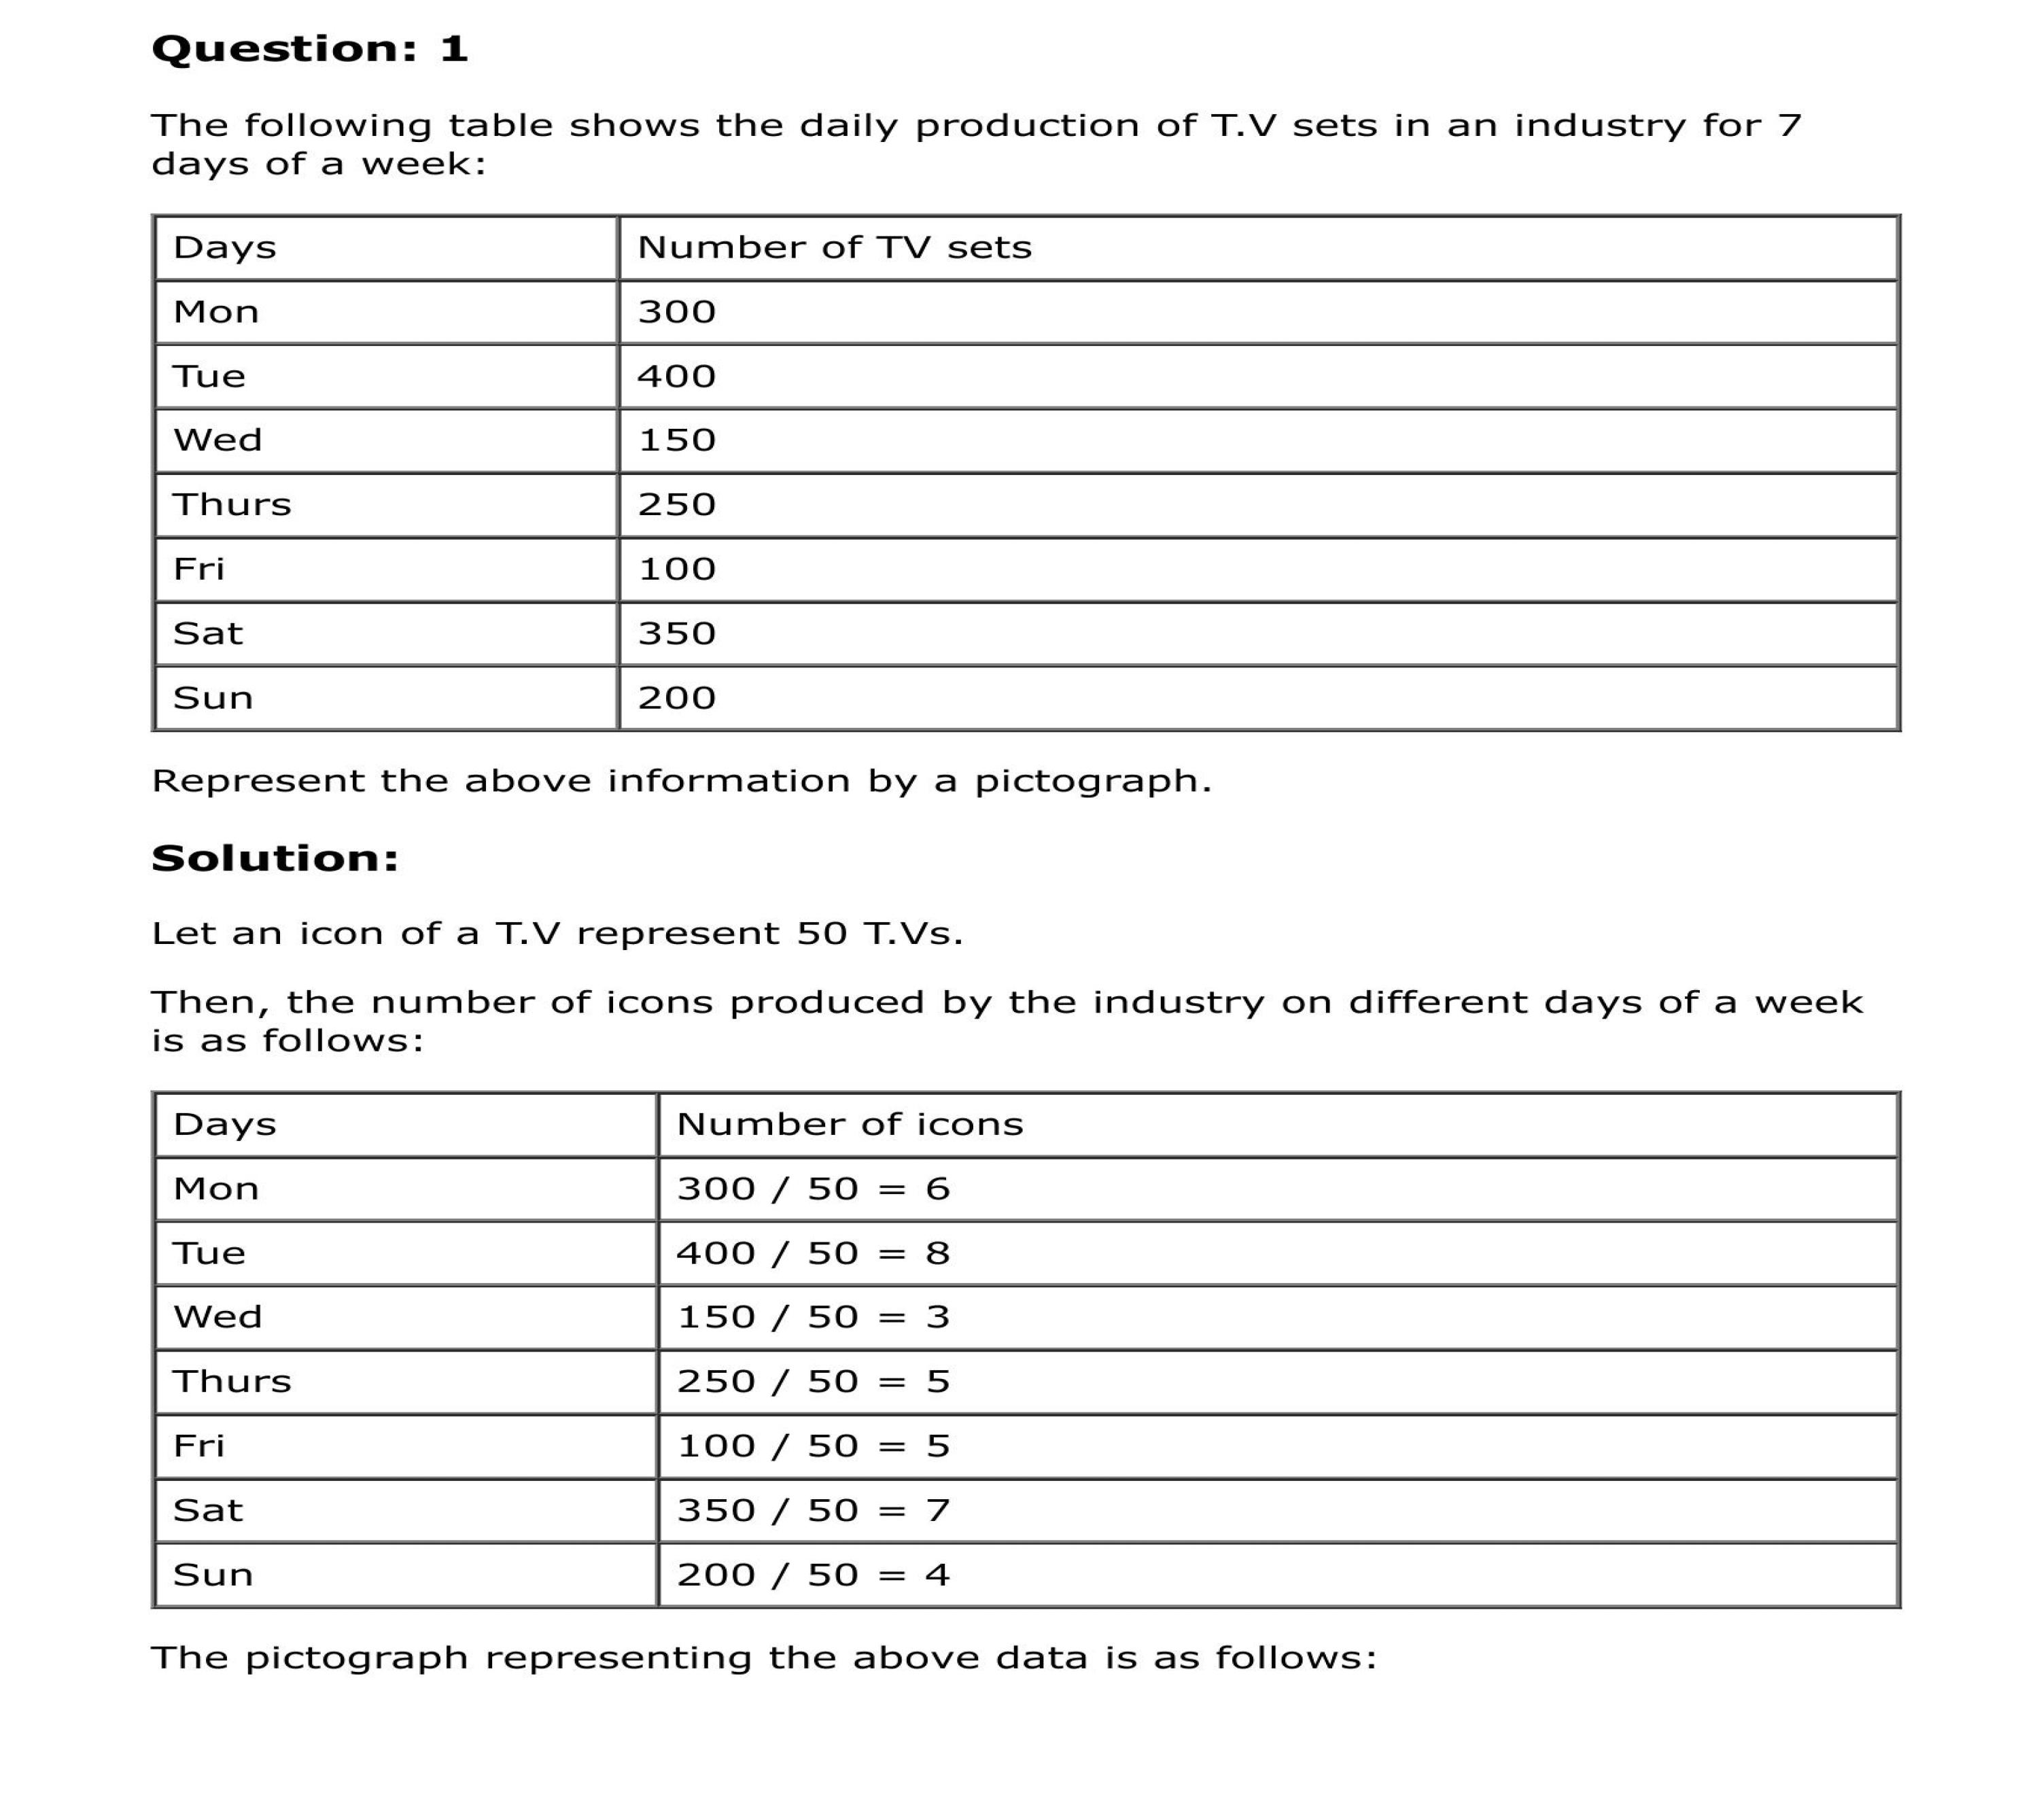 Question: 1
The following table shows the daily production of T.V sets in an industry for 7
days of a week:
Days Number of TV sets
Mon 300
Tue 400
Wed 150
Thurs 250
Fri 100
Sat 350
Sun 200
Represent the above information by a pictograph.
Solution:
Let an icon of a T.V represent 50 T.Vs.
Then, the number of icons produced by the industry on different days of a week
is as follows:
Days Number of icons
Mon 300 / 50 = 6
Tue 400 / 50 = 8
Wed 150 / 50 = 3
Thurs 250 / 50 = 5
Fri 100 / 50 = 5
Sat 350 / 50 = 7
Sun 200 / 50 = 4
The pictograph representing the above data is as follows: